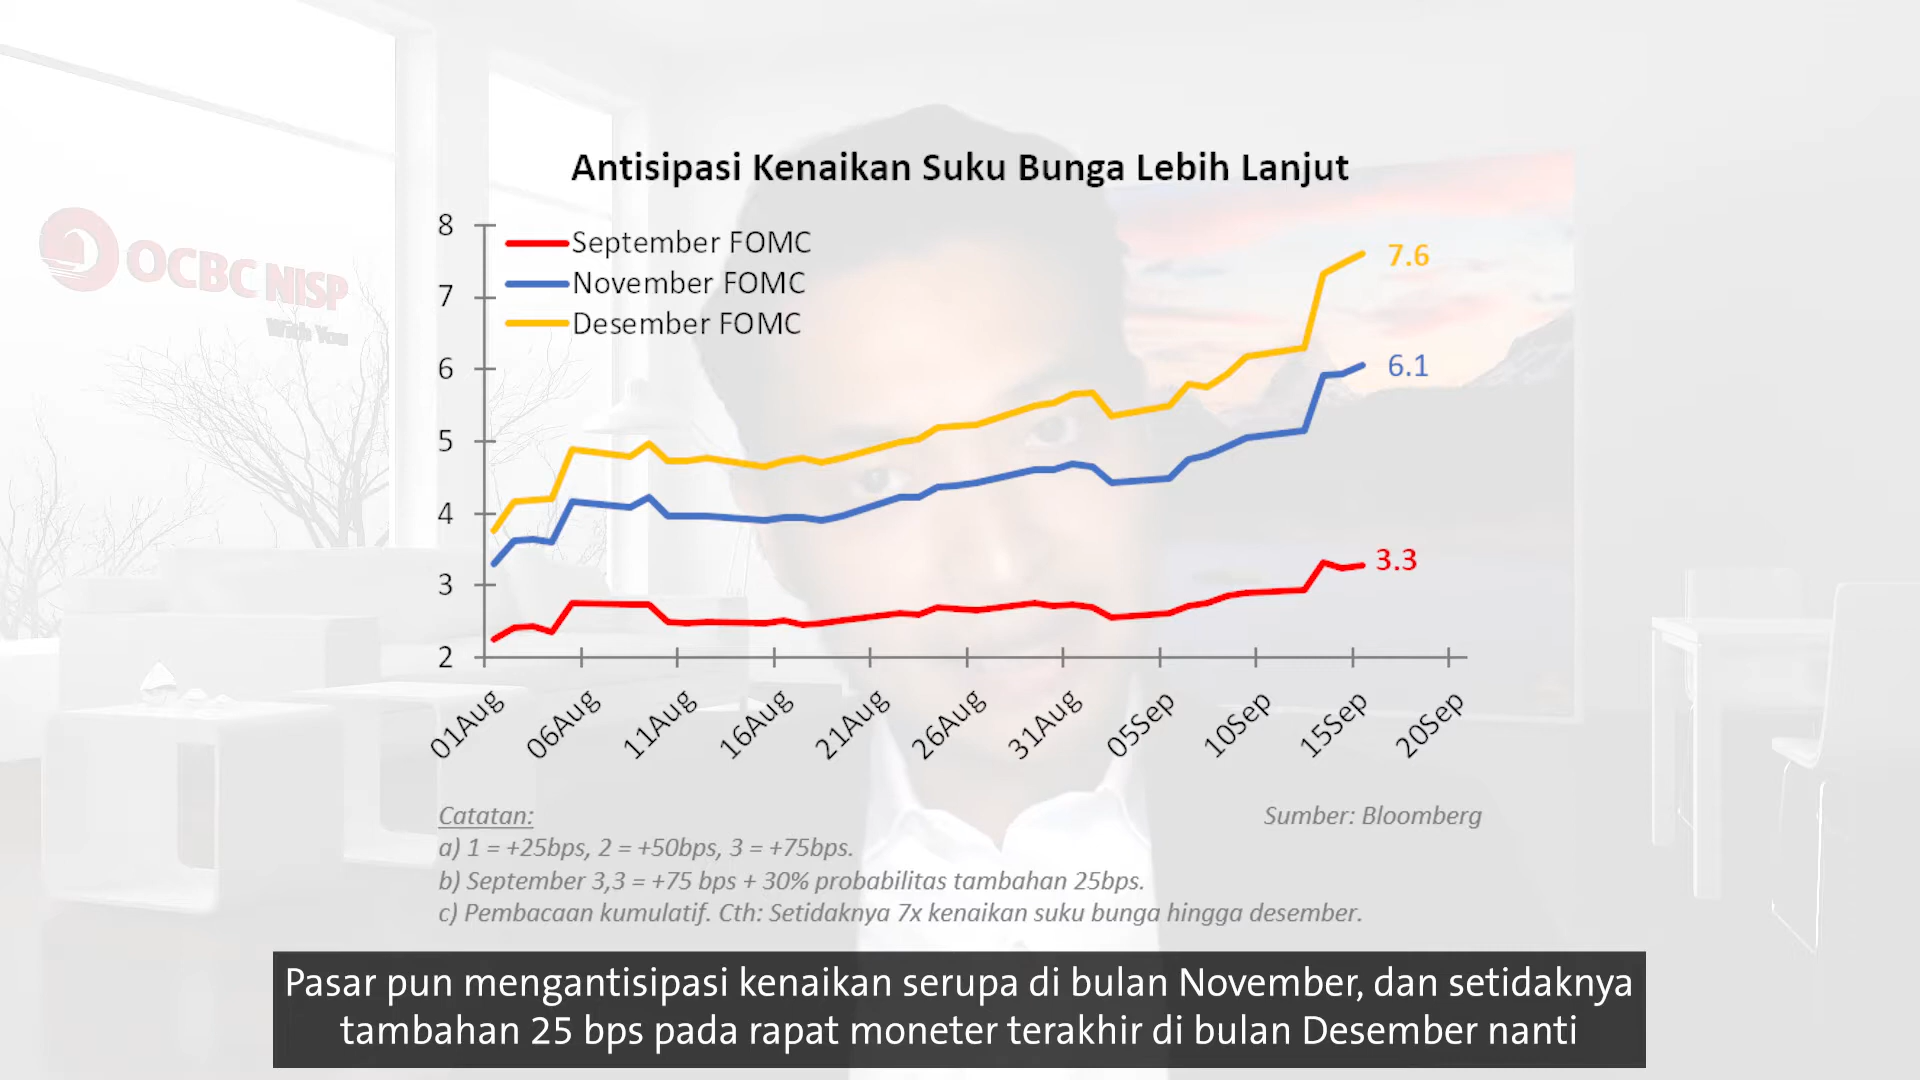 OCBC NISP
With You
Antisipasi Kenaikan Suku Bunga Lebih Lanjut
8
7
6
5
4
3
2
September FOMC
November FOMC
Desember FOMC
7.6
6.1
3.3
01Aug
06Aug
11Aug
16Aug
21Aug
26Aug
31Aug
05Sep
10Sep
15Sep
20Sep
Catatan:
Sumber: Bloomberg
a) 1 = +25bps, 2 = +50bps, 3 = +75bps.
b) September 3,3 = +75 bps + 30% probabilitas tambahan 25bps.
c) Pembacaan kumulatif. Cth: Setidaknya 7x kenaikan suku bunga hingga desember.
Pasar pun mengantisipasi kenaikan serupa di bulan November, dan setidaknya
tambahan 25 bps pada rapat moneter terakhir di bulan Desember nanti